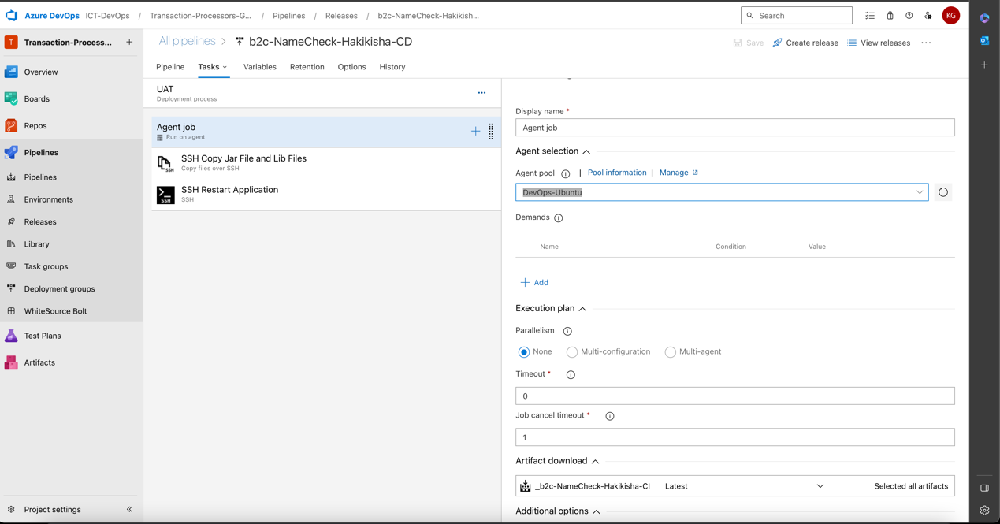 Azure DevOps ICT-DevOps / Transaction-Processors-G... / Pipelines / Releases / b2c-NameCheck-Hakikish...
Search
KG
T Transaction-Process...
Overview
Boards
Repos
Pipelines
Pipelines
Environments
Releases
Library
Task groups
Deployment groups
WhiteSource Bolt
Test Plans
Artifacts
Project settings
All pipelines > b2c-NameCheck-Hakikisha-CD
Save Create release View releases
Pipeline Tasks Variables Retention Options History
UAT
Deployment process
Agent job
Run on agent
SSH
SSH Copy Jar File and Lib Files
Copy files over SSH
SSH
SSH Restart Application
SSH
Display name *
Agent job
Agent selection
Agent pool | Pool information | Manage
DevOps-Ubuntu
Demands
Name Condition Value
Add
Execution plan
Parallelism
None Multi-configuration Multi-agent
Timeout *
0
Job cancel timeout *
1
Artifact download
_b2c-NameCheck-Hakikisha-CI Latest Selected all artifacts
Additional options